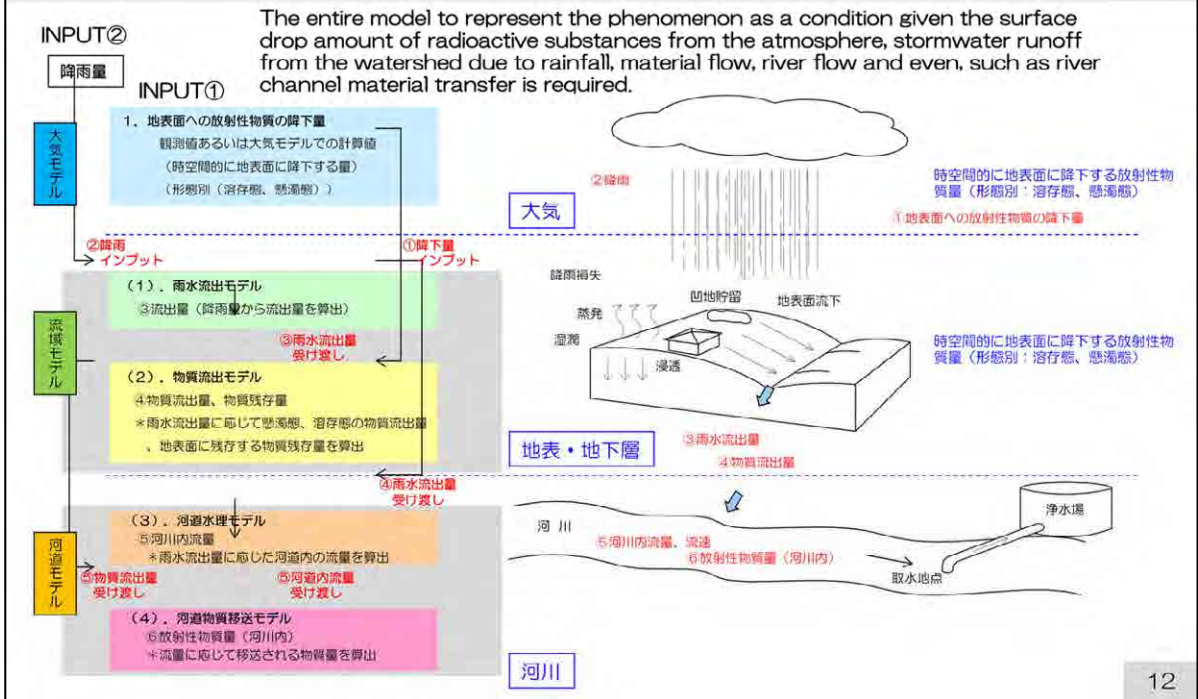 The entire model to represent the phenomenon as a condition given the surface
drop amount of radioactive substances from the atmosphere, stormwater runoff
from the watershed due to rainfall, material flow, river flow and even, such as river
channel material transfer is required.
INPUT②
降雨量
INPUT①
大気モデル
1．地表面への放射性物質の降下量
観測値あるいは大気モデルでの計算値
（時空間的に地表面に降下する量）
（形態別（溶存態、懸濁態））
②降雨
インプット
①降下量
インプット
流域モデル
（1）．雨水流出モデル
③流出量（降雨量から流出量を算出）
③雨水流出量
受け渡し
（2）．物質流出モデル
④物質流出量、物質残存量
＊雨水流出量に応じて懸濁態、溶存態の物質流出量
、地表面に残存する物質残存量を算出
④雨水流出量
受け渡し
河道モデル
（3）．河道水理モデル
⑤河川内流量
＊雨水流出量に応じた河道内の流量を算出
⑤物質流出量
受け渡し
⑤河道内流量
受け渡し
（4）．河道物質移送モデル
⑥放射性物質量（河川内）
＊流量に応じて移送される物質量を算出
②降雨
大気
時空間的に地表面に降下する放射性物
質量（形態別：溶存態、懸濁態）
①地表面への放射性物質の降下量
降雨損失
蒸発
湿潤
凹地貯留
地表面流下
浸透
時空間的に地表面に降下する放射性物
質量（形態別：溶存態、懸濁態）
地表・地下層
③雨水流出量
④物質流出量
河川
⑤河川内流量、流速
⑥放射性物質量（河川内）
取水地点
浄水場
河川
12